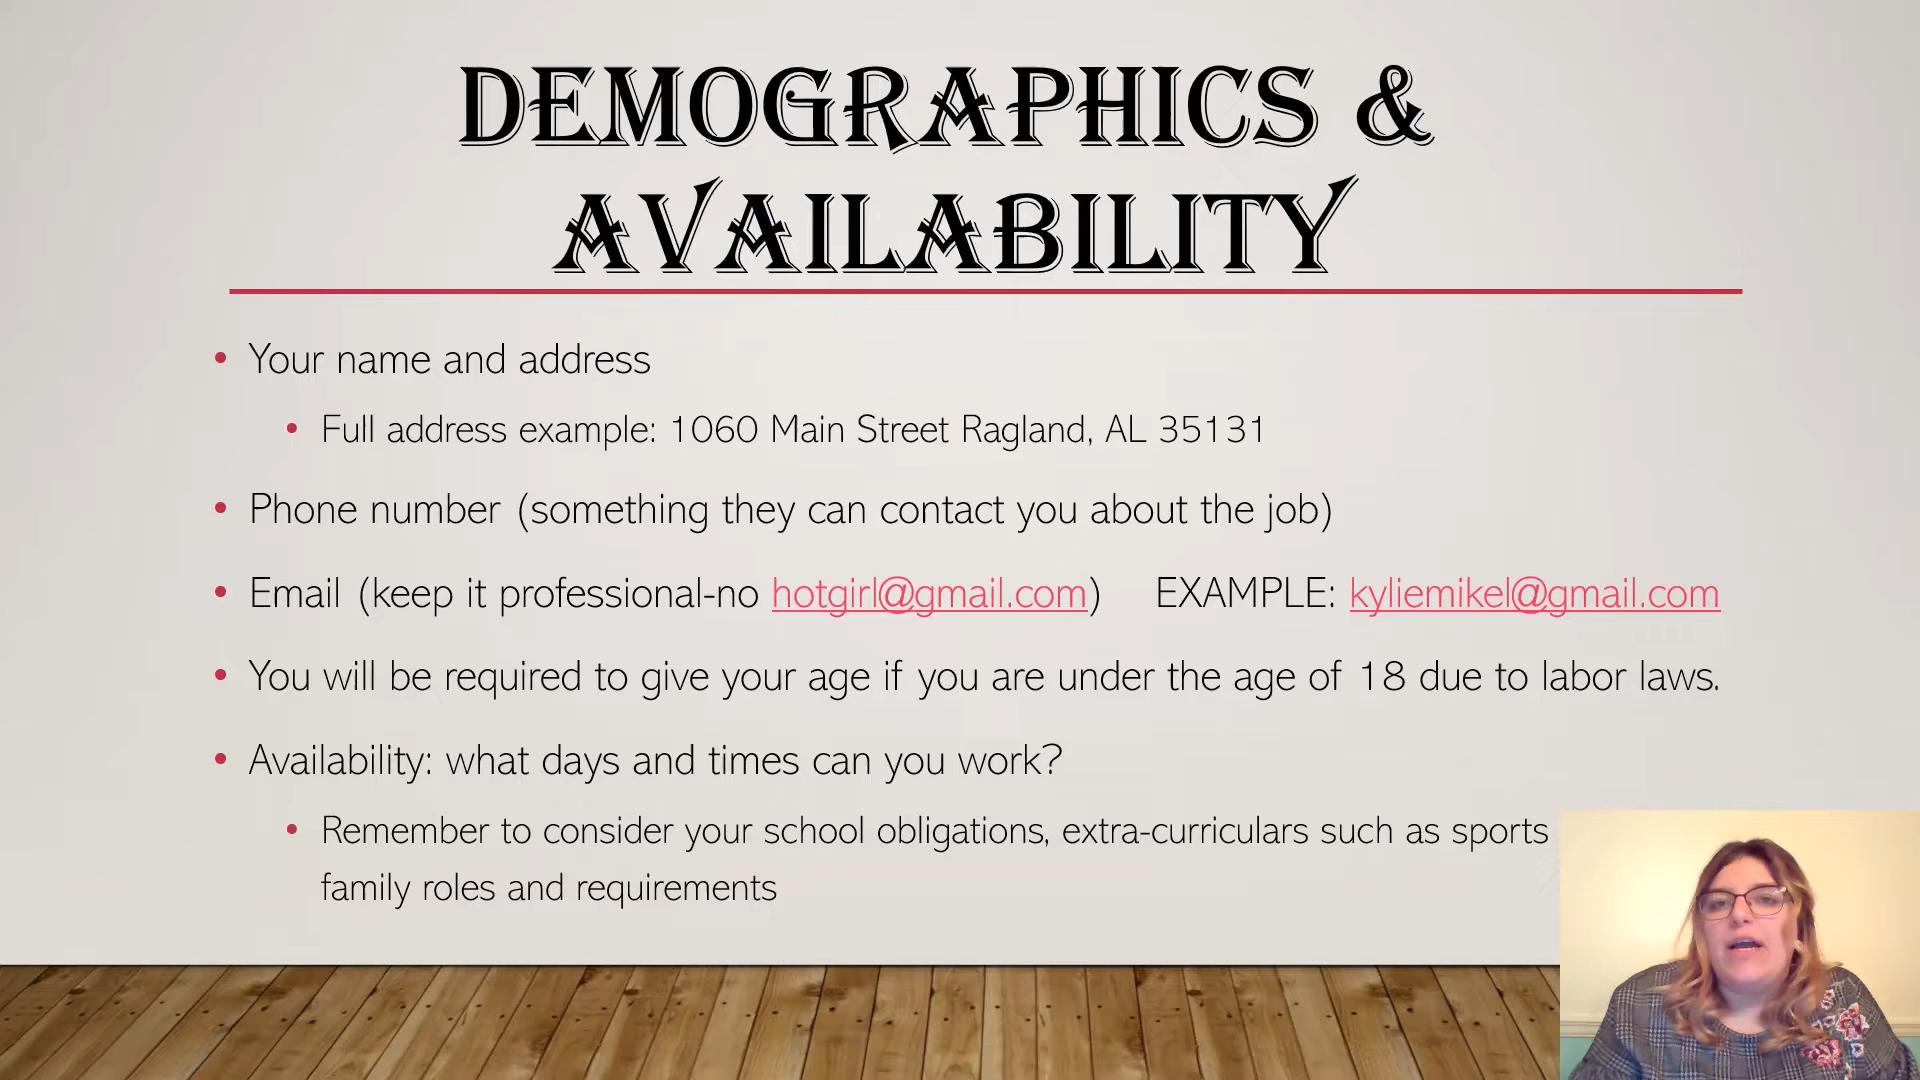 DEMOGRAPHICS &
AVAILABILITY
• Your name and address
• Full address example: 1060 Main Street Ragland, AL 35131
• Phone number (something they can contact you about the job)
• Email (keep it professional-no hotgirl@gmail.com) EXAMPLE: kyliemikel@gmail.com
• You will be required to give your age if you are under the age of 18 due to labor laws.
• Availability: what days and times can you work?
• Remember to consider your school obligations, extra-curriculars such as sports
family roles and requirements